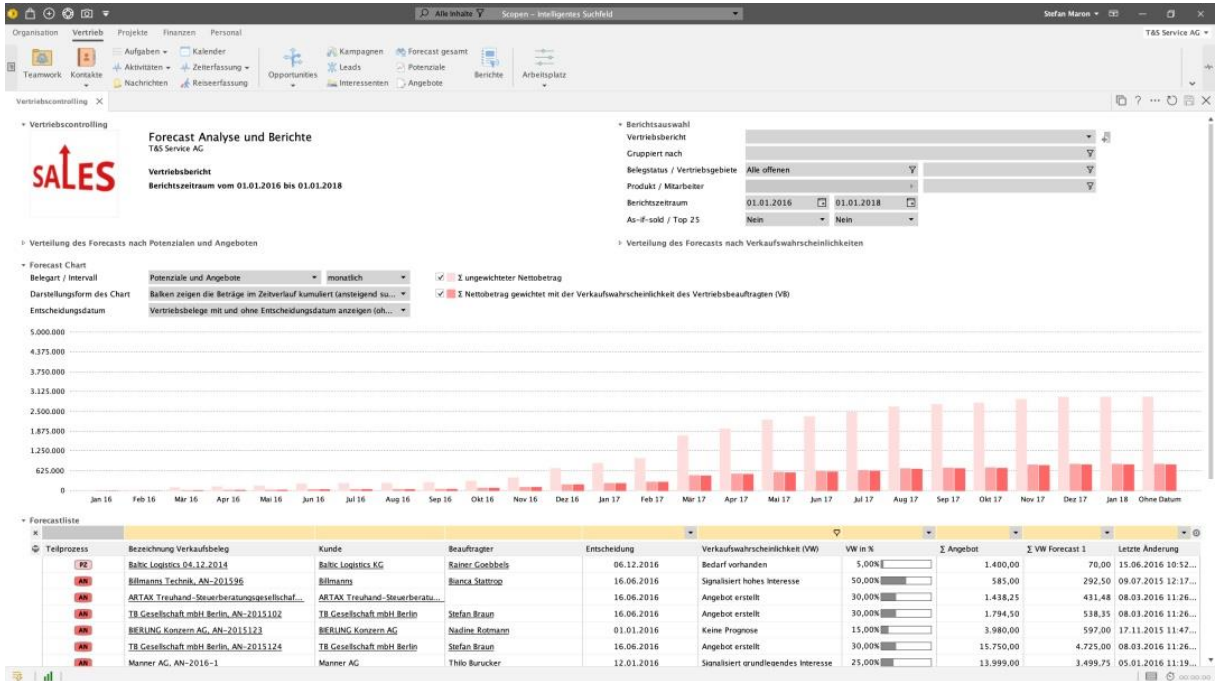 Alle Inhalte Scopen - Intelligentes Suchfeld Stefan Maron
Organisation Vertrieb Projekte Finanzen Personal T&S Service AG
Teamwork Kontakte Aufgaben Kalender Opportunities Kampagnen Forecast gesamt Berichte Arbeitsplatz
Aktivitäten Zeiterfassung Leads Potenziale
Nachrichten Reiseerfassung Interessenten Angebote
Vertriebscontrolling
Vertriebscontrolling
SALES
Forecast Analyse und Berichte
T&S Service AG
Vertriebsbericht
Berichtszeitraum vom 01.01.2016 bis 01.01.2018
Berichtsauswahl
Vertriebsbericht
Gruppiert nach
Belegstatus / Vertriebsgebiete Alle offenen
Produkt / Mitarbeiter
Berichtszeitraum 01.01.2016 01.01.2018
As-if-sold / Top 25 Nein Nein
Verteilung des Forecasts nach Potenzialen und Angeboten
Verteilung des Forecasts nach Verkaufswahrscheinlichkeiten
Forecast Chart
Belegart / Intervall Potenziale und Angebote monatlich Σ ungewichteter Nettobetrag
Darstellungsform des Chart Balken zeigen die Beträge im Zeitverlauf kumuliert (ansteigend su... Σ Nettobetrag gewichtet mit der Verkaufswahrscheinlichkeit des Vertriebsbeauftragten (VB)
Entscheidungsdatum Vertriebsbelege mit und ohne Entscheidungsdatum anzeigen (oh...
5.000.000
4.375.000
3.750.000
3.125.000
2.500.000
1.875.000
1.250.000
625.000
0
Jan 16 Feb 16 Mär 16 Apr 16 Mai 16 Jun 16 Jul 16 Aug 16 Sep 16 Okt 16 Nov 16 Dez 16 Jan 17 Feb 17 Mär 17 Apr 17 Mai 17 Jun 17 Jul 17 Aug 17 Sep 17 Okt 17 Nov 17 Dez 17 Jan 18 Ohne Datum
Forecastliste
Teilprozess Bezeichnung Verkaufsbeleg Kunde Beauftragter Entscheidung Verkaufswahrscheinlichkeit (VW) VW in % Σ Angebot Σ VW Forecast 1 Letzte Änderung
PZ Baltic Logistics 04.12.2014 Baltic Logistics KG Rainer Goebbels 06.12.2016 Bedarf vorhanden 5,00% 1.400,00 70,00 15.06.2016 10:52...
AN Billmanns Technik, AN-201596 Billmanns Bianca Stattrop 16.06.2016 Signalisiert hohes Interesse 50,00% 585,00 292,50 09.07.2015 12:17...
AN ARTAX Treuhand-Steuerberatungsgesellschaf... ARTAX Treuhand-Steuerberatu... 16.06.2016 Angebot erstellt 30,00% 1.438,25 431,48 08.03.2016 11:26...
AN TB Gesellschaft mbH Berlin, AN-2015102 TB Gesellschaft mbH Berlin Stefan Braun 16.06.2016 Angebot erstellt 30,00% 1.794,50 538,35 08.03.2016 11:26...
AN BIERLING Konzern AG, AN-2015123 BIERLING Konzern AG Nadine Rotmann 01.01.2016 Keine Prognose 15,00% 3.980,00 597,00 17.11.2015 11:47...
AN TB Gesellschaft mbH Berlin, AN-2015124 TB Gesellschaft mbH Berlin Stefan Braun 16.06.2016 Angebot erstellt 30,00% 15.750,00 4.725,00 08.03.2016 11:26...
AN Manner AG, AN-2016-1 Manner AG Thilo Burucker 12.01.2016 Signalisiert grundlegendes Interesse 25,00% 13.999,00 3.499,75 05.01.2016 11:19...
00:00:00